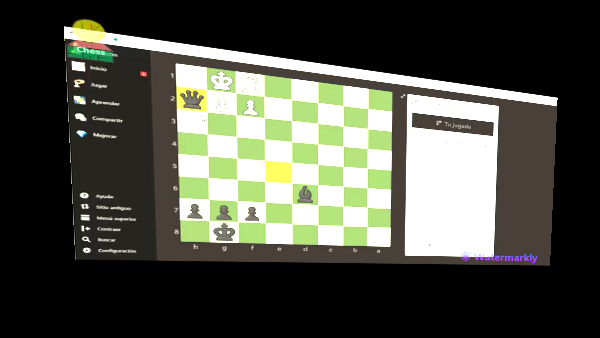 Chess.com
Inicio
Jugar
Aprender
Compartir
Mejorar
Ayuda
Sitio antiguo
Menú superior
Contraer
Buscar
Configuración
1
2
3
4
5
6
7
8
h g f e d c b a
Tu jugada
Watermarkly